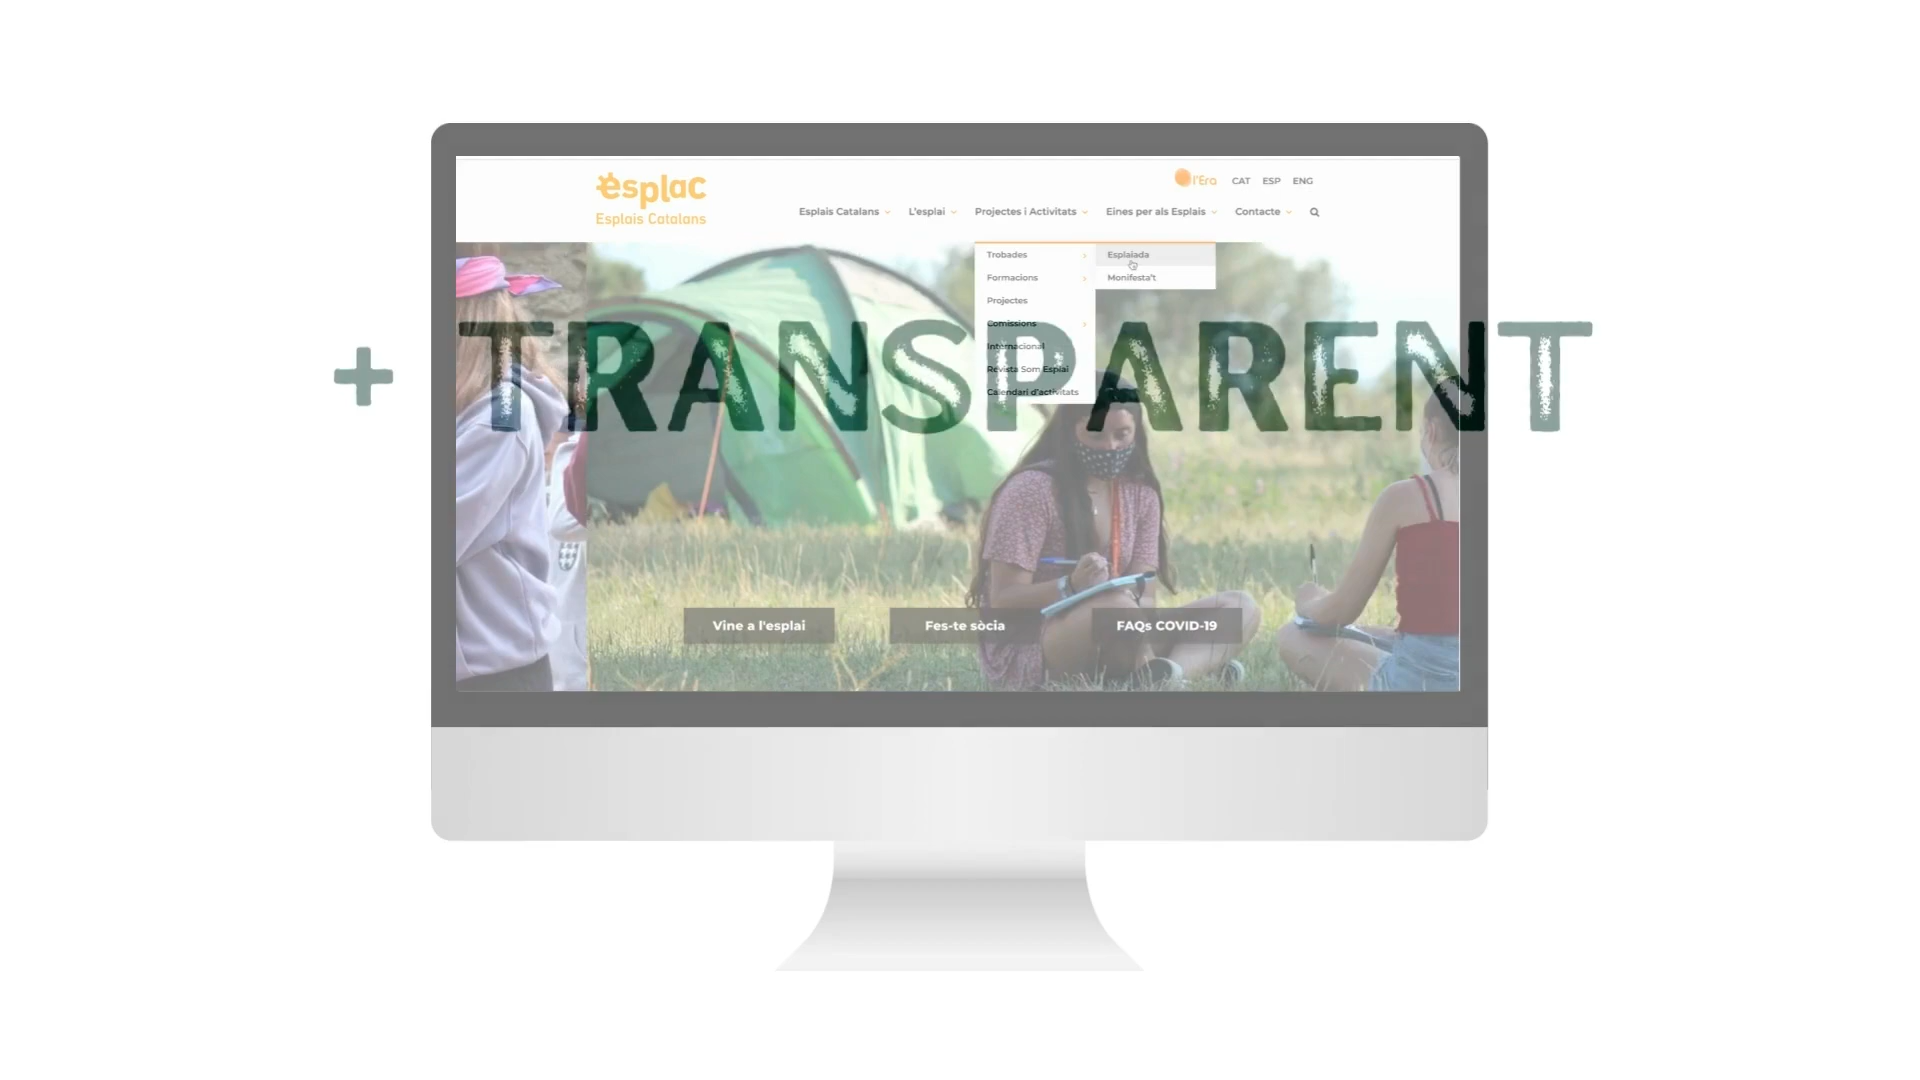 esplac
Esplais Catalans
l'Era CAT ESP ENG
Esplais Catalans L'esplai Projectes i Activitats Eines per als Esplais Contacte
Trobades
Formacions
Projectes
Comissions
Internacional
Revista Som Esplai
Calendari d'activitats
Esplaiada
Monifesta't
+ TRANSPARENT
Vine a l'esplai
Fes-te sòcia
FAQs COVID-19